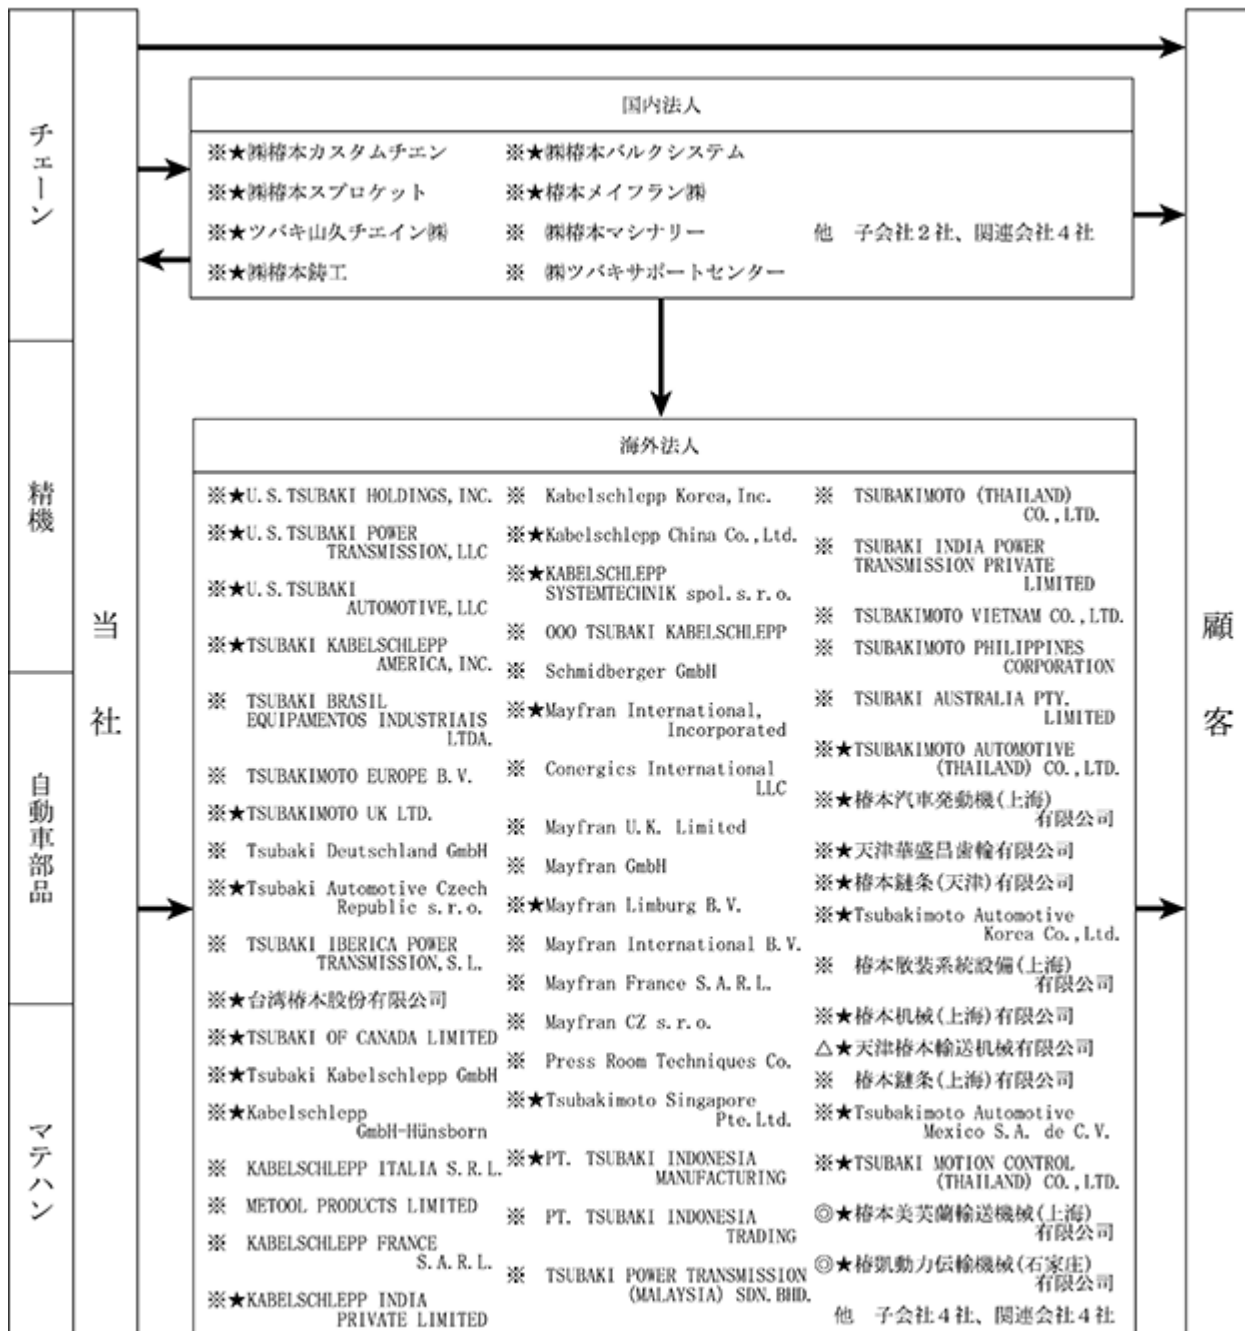 チェーン
精機
自動車部品
マテハン
当社
国内法人
※★㈱椿本カスタムチエン
※★㈱椿本スプロケット
※★ツバキ山久チエイン㈱
※★㈱椿本鋳工
※★㈱椿本バルクシステム
※★椿本メイフラン㈱
※ ㈱椿本マシナリー
※ ㈱ツバキサポートセンター
他 子会社2社、関連会社4社
海外法人
※★U.S.TSUBAKI HOLDINGS,INC.
※★U.S.TSUBAKI POWER
TRANSMISSION,LLC
※★U.S.TSUBAKI
AUTOMOTIVE,LLC
※★TSUBAKI KABELSCHLEPP
AMERICA,INC.
※ TSUBAKI BRASIL
EQUIPAMENTOS INDUSTRIAIS
LTDA.
※ TSUBAKIMOTO EUROPE B.V.
※★TSUBAKIMOTO UK LTD.
※ Tsubaki Deutschland GmbH
※★Tsubaki Automotive Czech
Republic s.r.o.
※ TSUBAKI IBERICA POWER
TRANSMISSION,S.L.
※★台湾椿本股份有限公司
※★TSUBAKI OF CANADA LIMITED
※★Tsubaki Kabelschlepp GmbH
※★Kabelschlepp
GmbH-Hünsborn
※ KABELSCHLEPP ITALIA S.R.L.
※ METOOL PRODUCTS LIMITED
※ KABELSCHLEPP FRANCE
S.A.R.L.
※★KABELSCHLEPP INDIA
PRIVATE LIMITED
※ Kabelschlepp Korea,Inc.
※★Kabelschlepp China Co.,Ltd.
※★KABELSCHLEPP
SYSTEMTECHNIK spol.s.r.o.
※ OOO TSUBAKI KABELSCHLEPP
※ Schmidberger GmbH
※★Mayfran International,
Incorporated
※ Conergics International
LLC
※ Mayfran U.K. Limited
※ Mayfran GmbH
※★Mayfran Limburg B.V.
※ Mayfran International B.V.
※ Mayfran France S.A.R.L.
※ Mayfran CZ s.r.o.
※ Press Room Techniques Co.
※★Tsubakimoto Singapore
Pte.Ltd.
※★PT. TSUBAKI INDONESIA
MANUFACTURING
※ PT. TSUBAKI INDONESIA
TRADING
※ TSUBAKI POWER TRANSMISSION
(MALAYSIA) SDN.BHD.
※ TSUBAKIMOTO (THAILAND)
CO.,LTD.
※ TSUBAKI INDIA POWER
TRANSMISSION PRIVATE
LIMITED
※ TSUBAKIMOTO VIETNAM CO.,LTD.
※ TSUBAKIMOTO PHILIPPINES
CORPORATION
※ TSUBAKI AUSTRALIA PTY.
LIMITED
※★TSUBAKIMOTO AUTOMOTIVE
(THAILAND) CO.,LTD.
※★椿本汽車発動機(上海)
有限公司
※★天津華盛昌歯輪有限公司
※★椿本鏈条(天津)有限公司
※★Tsubakimoto Automotive
Korea Co.,Ltd.
※ 椿本散装系統設備(上海)
有限公司
※★椿本机械(上海)有限公司
△★天津椿本輸送机械有限公司
※ 椿本鏈条(上海)有限公司
※★Tsubakimoto Automotive
Mexico S.A. de C.V.
※★TSUBAKI MOTION CONTROL
(THAILAND) CO.,LTD.
◎★椿本美芙蘭輸送機械(上海)
有限公司
◎★椿凱動力伝輸機械(石家庄)
有限公司
他 子会社4社、関連会社4社
顧客